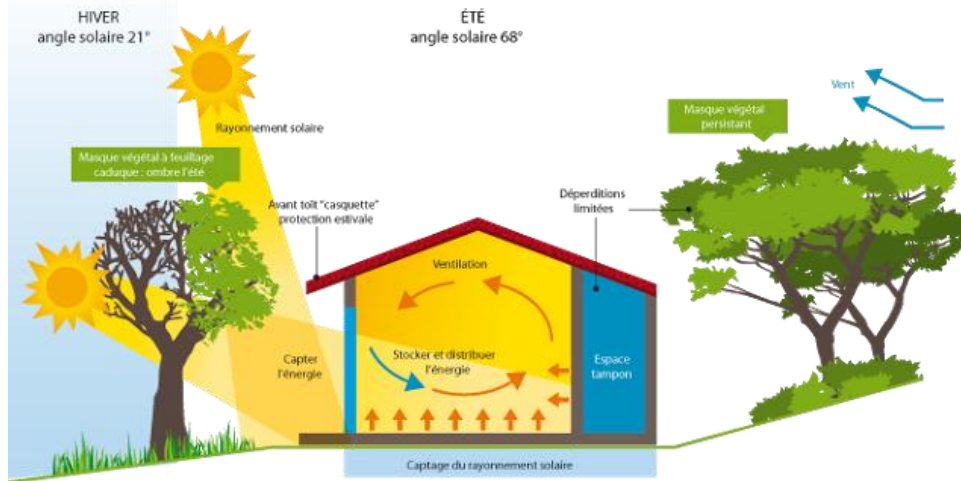 HIVER
angle solaire 21°
ÉTÉ
angle solaire 68°
Rayonnement solaire
Masque végétal à feuillage
caduque : ombre l'été
Avant toît "casquette"
protection estivale
Déperditions
limitées
Masque végétal
persistant
Vent
Ventilation
Capter
l'énergie
Stocker et distribuer
l'énergie
Espace
tampon
Captage du rayonnement solaire